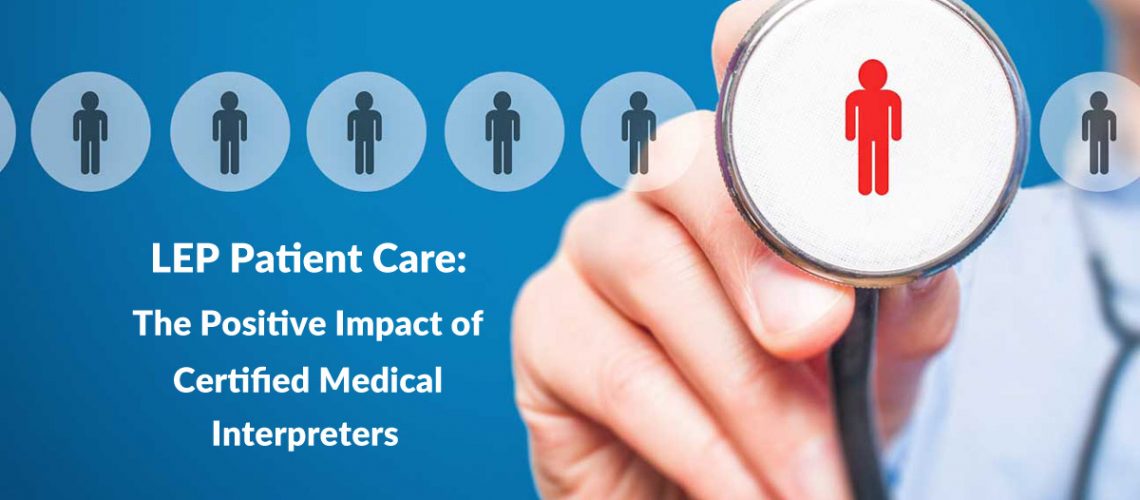 LEP Patient Care:
The Positive Impact of
Certified Medical
Interpreters